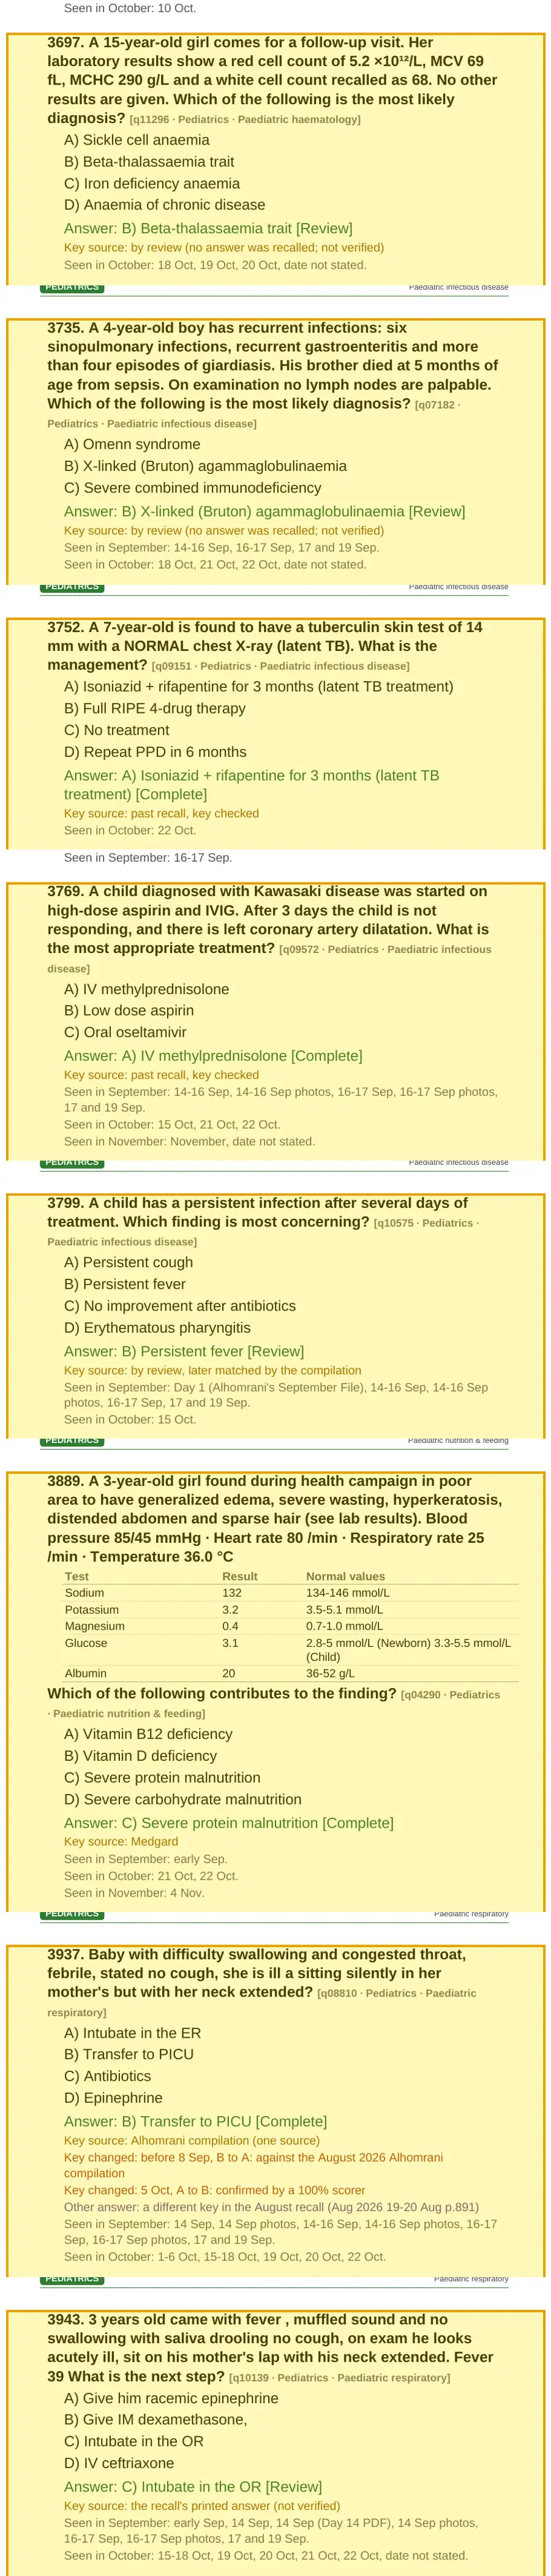 Seen in October: 10 Oct.
3697. A 15-year-old girl comes for a follow-up visit. Her
laboratory results show a red cell count of 5.2 ×10¹²/L, MCV 69
fL, MCHC 290 g/L and a white cell count recalled as 68. No other
results are given. Which of the following is the most likely
diagnosis? [q11296 · Pediatrics · Paediatric haematology]
A) Sickle cell anaemia
B) Beta-thalassaemia trait
C) Iron deficiency anaemia
D) Anaemia of chronic disease
Answer: B) Beta-thalassaemia trait [Review]
Key source: by review (no answer was recalled; not verified)
Seen in October: 18 Oct, 19 Oct, 20 Oct, date not stated.
PEDIATRICS Paediatric infectious disease
3735. A 4-year-old boy has recurrent infections: six
sinopulmonary infections, recurrent gastroenteritis and more
than four episodes of giardiasis. His brother died at 5 months of
age from sepsis. On examination no lymph nodes are palpable.
Which of the following is the most likely diagnosis? [q07182 ·
Pediatrics · Paediatric infectious disease]
A) Omenn syndrome
B) X-linked (Bruton) agammaglobulinaemia
C) Severe combined immunodeficiency
Answer: B) X-linked (Bruton) agammaglobulinaemia [Review]
Key source: by review (no answer was recalled; not verified)
Seen in September: 14-16 Sep, 16-17 Sep, 17 and 19 Sep.
Seen in October: 18 Oct, 21 Oct, 22 Oct, date not stated.
PEDIATRICS Paediatric infectious disease
3752. A 7-year-old is found to have a tuberculin skin test of 14
mm with a NORMAL chest X-ray (latent TB). What is the
management? [q09151 · Pediatrics · Paediatric infectious disease]
A) Isoniazid + rifapentine for 3 months (latent TB treatment)
B) Full RIPE 4-drug therapy
C) No treatment
D) Repeat PPD in 6 months
Answer: A) Isoniazid + rifapentine for 3 months (latent TB
treatment) [Complete]
Key source: past recall, key checked
Seen in October: 22 Oct.
Seen in September: 16-17 Sep.
3769. A child diagnosed with Kawasaki disease was started on
high-dose aspirin and IVIG. After 3 days the child is not
responding, and there is left coronary artery dilatation. What is
the most appropriate treatment? [q09572 · Pediatrics · Paediatric infectious
disease]
A) IV methylprednisolone
B) Low dose aspirin
C) Oral oseltamivir
Answer: A) IV methylprednisolone [Complete]
Key source: past recall, key checked
Seen in September: 14-16 Sep, 14-16 Sep photos, 16-17 Sep, 16-17 Sep photos,
17 and 19 Sep.
Seen in October: 15 Oct, 21 Oct, 22 Oct.
Seen in November: November, date not stated.
PEDIATRICS Paediatric infectious disease
3799. A child has a persistent infection after several days of
treatment. Which finding is most concerning? [q10575 · Pediatrics ·
Paediatric infectious disease]
A) Persistent cough
B) Persistent fever
C) No improvement after antibiotics
D) Erythematous pharyngitis
Answer: B) Persistent fever [Review]
Key source: by review, later matched by the compilation
Seen in September: Day 1 (Alhomrani's September File), 14-16 Sep, 14-16 Sep
photos, 16-17 Sep, 17 and 19 Sep.
Seen in October: 15 Oct.
PEDIATRICS Paediatric nutrition & feeding
3889. A 3-year-old girl found during health campaign in poor
area to have generalized edema, severe wasting, hyperkeratosis,
distended abdomen and sparse hair (see lab results). Blood
pressure 85/45 mmHg · Heart rate 80 /min · Respiratory rate 25
/min · Temperature 36.0 °C
Test Result Normal values
Sodium 132 134-146 mmol/L
Potassium 3.2 3.5-5.1 mmol/L
Magnesium 0.4 0.7-1.0 mmol/L
Glucose 3.1 2.8-5 mmol/L (Newborn) 3.3-5.5 mmol/L
(Child)
Albumin 20 36-52 g/L
Which of the following contributes to the finding? [q04290 · Pediatrics
· Paediatric nutrition & feeding]
A) Vitamin B12 deficiency
B) Vitamin D deficiency
C) Severe protein malnutrition
D) Severe carbohydrate malnutrition
Answer: C) Severe protein malnutrition [Complete]
Key source: Medgard
Seen in September: early Sep.
Seen in October: 21 Oct, 22 Oct.
Seen in November: 4 Nov.
PEDIATRICS Paediatric respiratory
3937. Baby with difficulty swallowing and congested throat,
febrile, stated no cough, she is ill a sitting silently in her
mother's but with her neck extended? [q08810 · Pediatrics · Paediatric
respiratory]
A) Intubate in the ER
B) Transfer to PICU
C) Antibiotics
D) Epinephrine
Answer: B) Transfer to PICU [Complete]
Key source: Alhomrani compilation (one source)
Key changed: before 8 Sep, B to A: against the August 2026 Alhomrani
compilation
Key changed: 5 Oct, A to B: confirmed by a 100% scorer
Other answer: a different key in the August recall (Aug 2026 19-20 Aug p.891)
Seen in September: 14 Sep, 14 Sep photos, 14-16 Sep, 14-16 Sep photos, 16-17
Sep, 16-17 Sep photos, 17 and 19 Sep.
Seen in October: 1-6 Oct, 15-18 Oct, 19 Oct, 20 Oct, 22 Oct.
PEDIATRICS Paediatric respiratory
3943. 3 years old came with fever , muffled sound and no
swallowing with saliva drooling no cough, on exam he looks
acutely ill, sit on his mother's lap with his neck extended. Fever
39 What is the next step? [q10139 · Pediatrics · Paediatric respiratory]
A) Give him racemic epinephrine
B) Give IM dexamethasone,
C) Intubate in the OR
D) IV ceftriaxone
Answer: C) Intubate in the OR [Review]
Key source: the recall's printed answer (not verified)
Seen in September: early Sep, 14 Sep, 14 Sep (Day 14 PDF), 14 Sep photos,
16-17 Sep, 16-17 Sep photos, 17 and 19 Sep.
Seen in October: 15-18 Oct, 19 Oct, 20 Oct, 21 Oct, 22 Oct, date not stated.